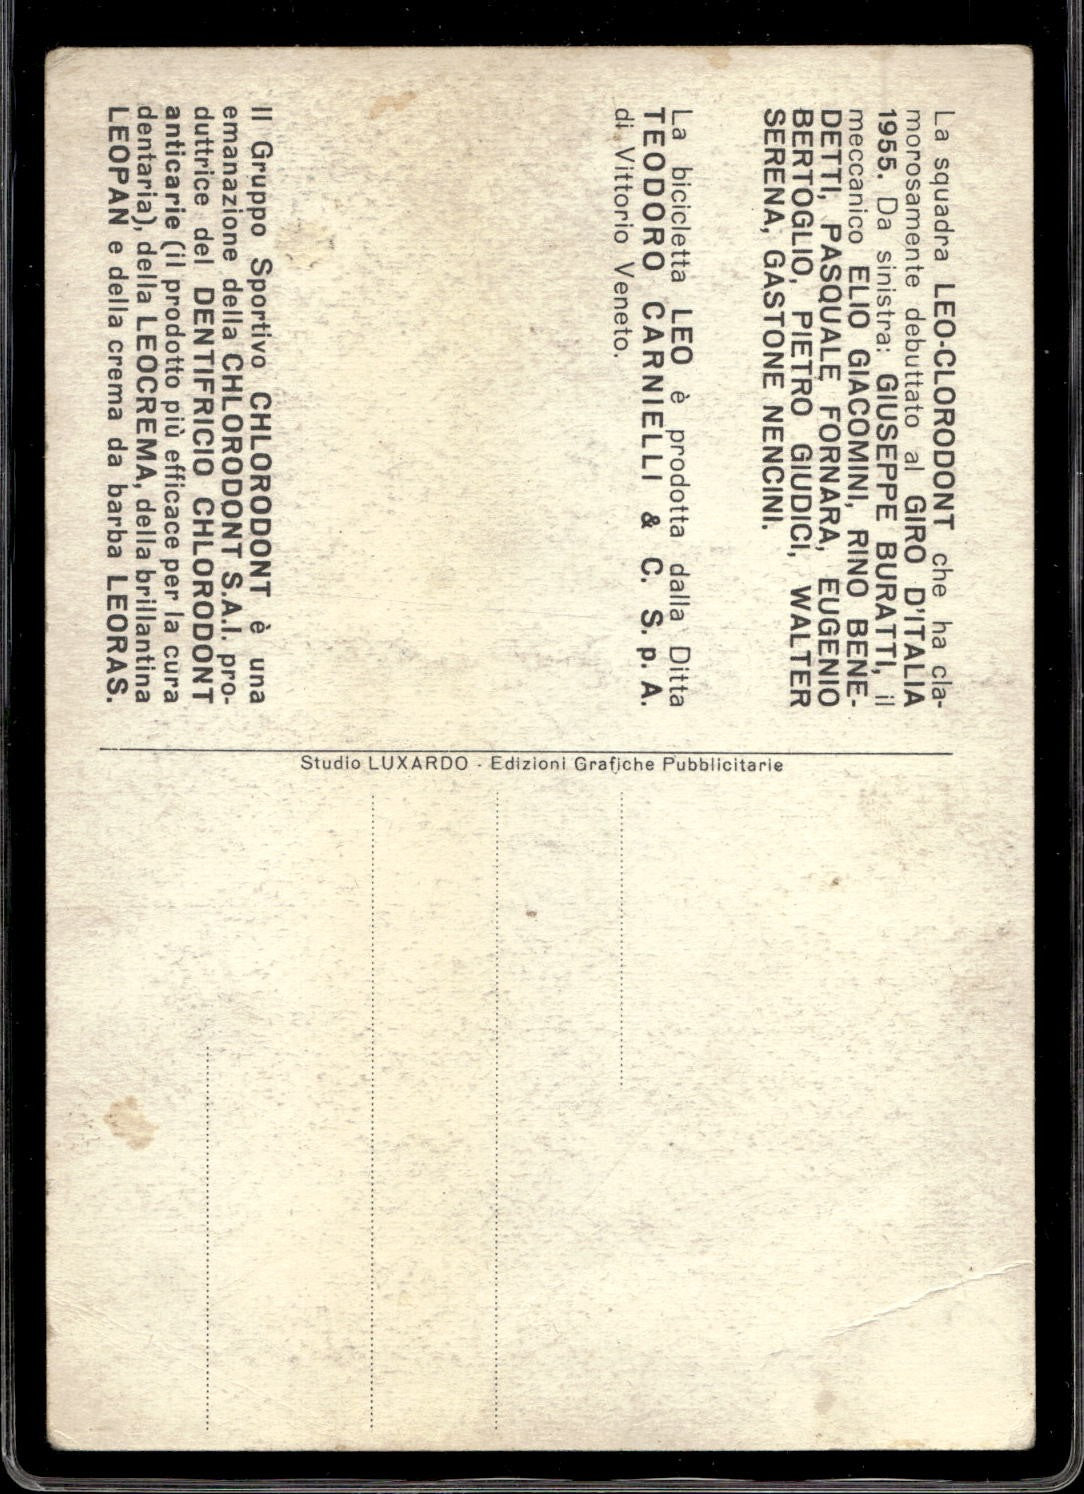 La squadra LEO-CLORODONT che ha cla-
morosamente debuttato al GIRO D'ITALIA
1955. Da sinistra: GIUSEPPE BURATTI, il
meccanico ELIO GIACOMINI, RINO BENE-
DETTI, PASQUALE FORNARA, EUGENIO
BERTOGLIO, PIETRO GIUDICI, WALTER
SERENA, GASTONE NENCINI.
La bicicletta LEO è prodotta dalla Ditta
TEODORO CARNIELLI & C. S. p. A.
di Vittorio Veneto.
Il Gruppo Sportivo CHLORODONT è una
emanazione della CHLORODONT S.A.I. pro-
duttrice del DENTIFRICIO CHLORODONT
anticarie (il prodotto più efficace per la cura
dentaria), della LEOCREMA, della brillantina
LEOPAN e della crema da barba LEORAS.
Studio LUXARDO - Edizioni Grafiche Pubblicitarie